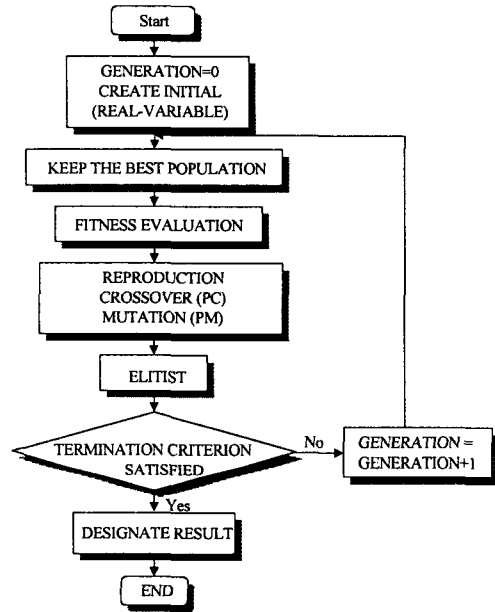 Start
GENERATION=0
CREATE INITIAL
(REAL-VARIABLE)
KEEP THE BEST POPULATION
FITNESS EVALUATION
REPRODUCTION
CROSSOVER (PC)
MUTATION (PM)
ELITIST
TERMINATION CRITERION
SATISFIED
No
GENERATION =
GENERATION+1
Yes
DESIGNATE RESULT
END